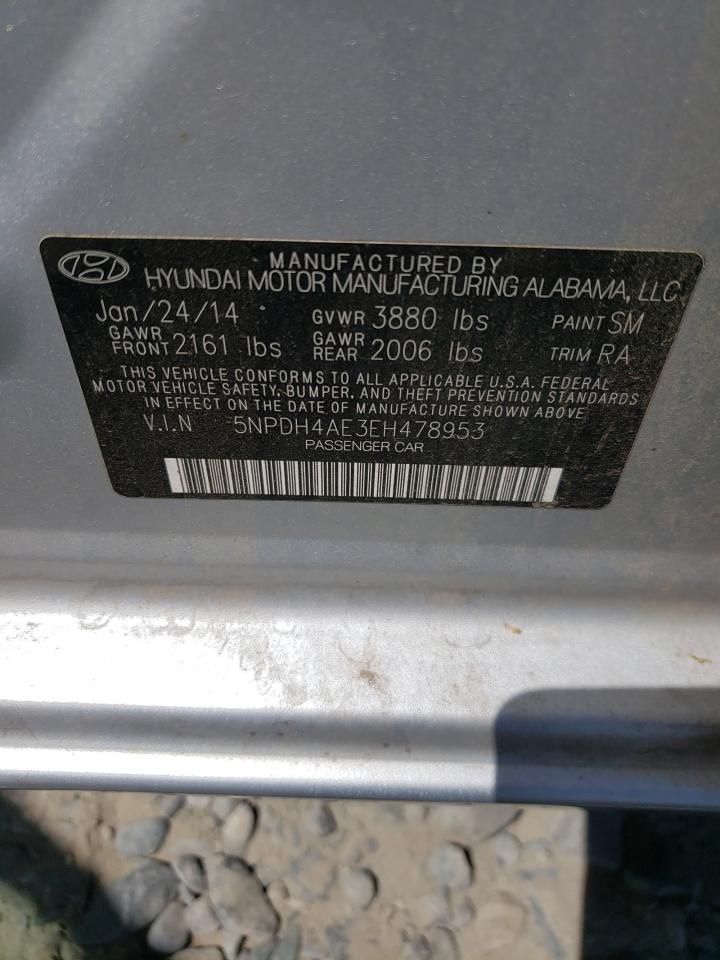 MANUFACTURED BY
HYUNDAI MOTOR MANUFACTURING ALABAMA, LLC
Jan/24/14 GVWR 3880 lbs PAINT SM
GAWR FRONT 2161 lbs GAWR REAR 2006 lbs TRIM RA
THIS VEHICLE CONFORMS TO ALL APPLICABLE U.S.A. FEDERAL
MOTOR VEHICLE SAFETY, BUMPER, AND THEFT PREVENTION STANDARDS
IN EFFECT ON THE DATE OF MANUFACTURE SHOWN ABOVE
V.I.N 5NPDH4AE3EH478953
PASSENGER CAR